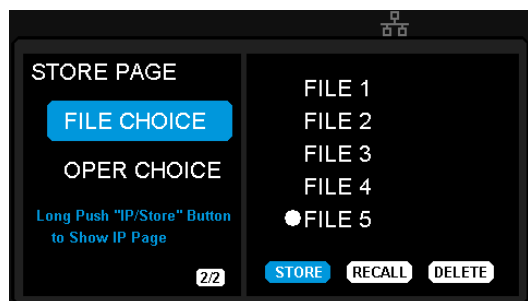 STORE PAGE
FILE CHOICE
OPER CHOICE
Long Push "IP/Store" Button
to Show IP Page
2/2
FILE 1
FILE 2
FILE 3
FILE 4
FILE 5
STORE RECALL DELETE